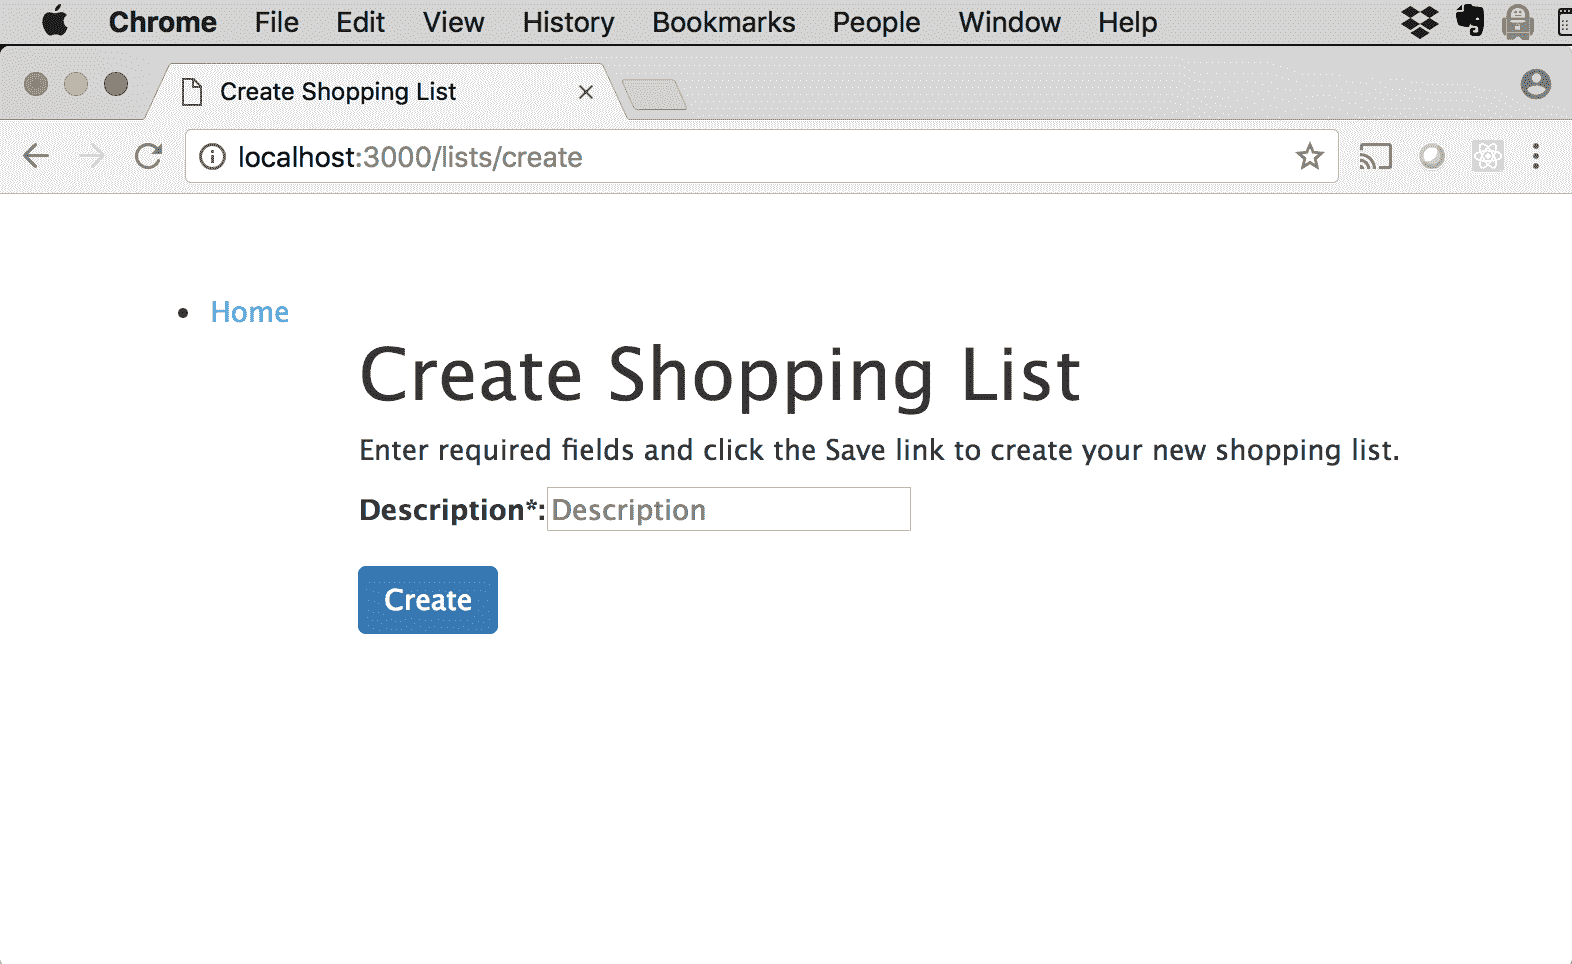 Chrome File Edit View History Bookmarks People Window Help
Create Shopping List
localhost:3000/lists/create
Home
Create Shopping List
Enter required fields and click the Save link to create your new shopping list.
Description*: Description
Create